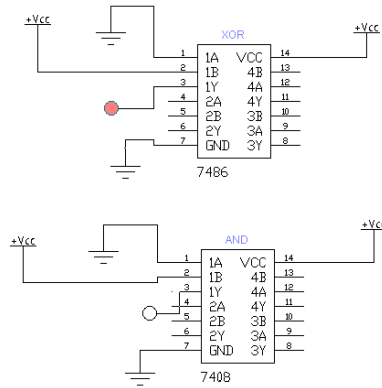 +Vcc
+Vcc
XOR
1 1A VCC 14
2 1B 4B 13
3 1Y 4A 12
4 2A 4Y 11
5 2B 3B 10
6 2Y 3A 9
7 GND 3Y 8
7486
+Vcc
+Vcc
AND
1 1A VCC 14
2 1B 4B 13
3 1Y 4A 12
4 2A 4Y 11
5 2B 3B 10
6 2Y 3A 9
7 GND 3Y 8
7408